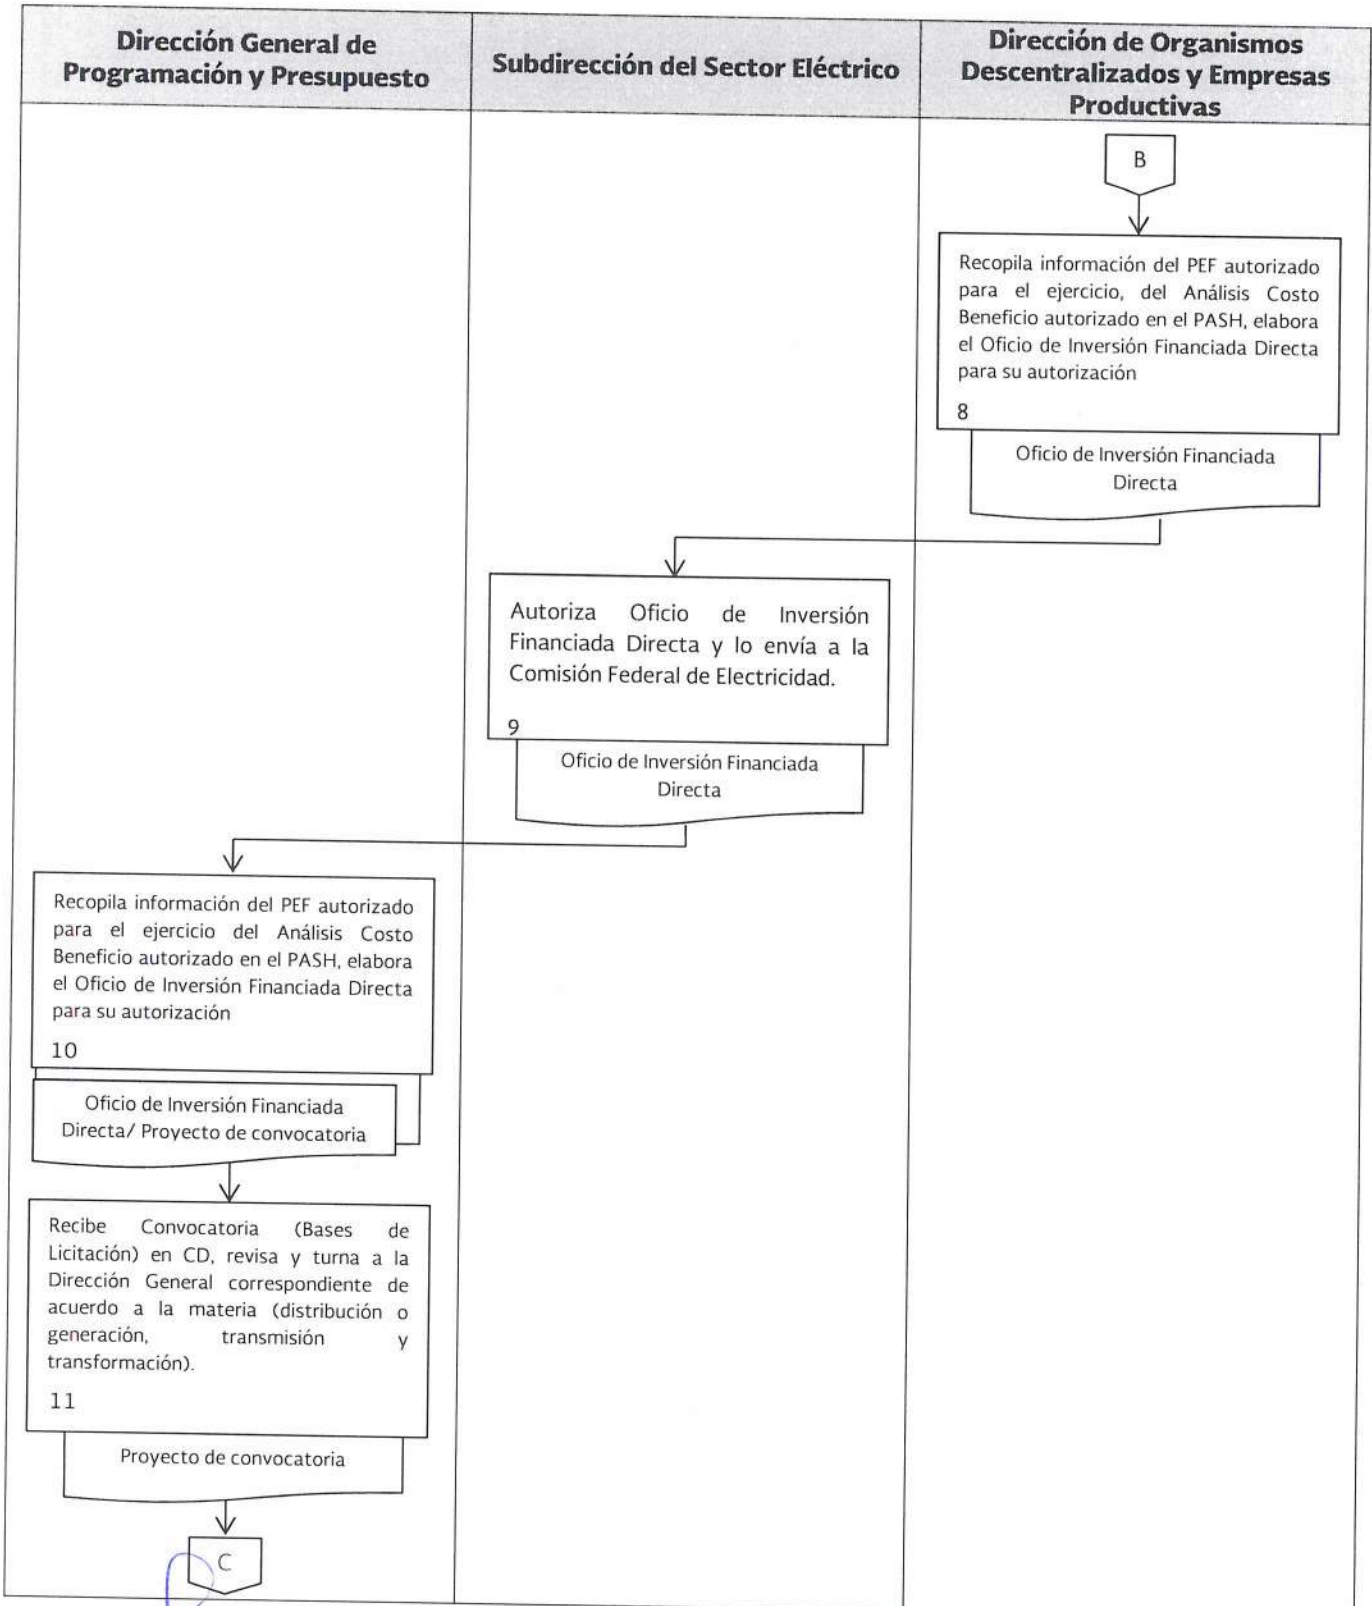 Dirección General de
Programación y Presupuesto
Subdirección del Sector Eléctrico
Dirección de Organismos
Descentralizados y Empresas
Productivas
B
Recopila información del PEF autorizado
para el ejercicio, del Análisis Costo
Beneficio autorizado en el PASH, elabora
el Oficio de Inversión Financiada Directa
para su autorización
8
Oficio de Inversión Financiada
Directa
Autoriza Oficio de Inversión
Financiada Directa y lo envía a la
Comisión Federal de Electricidad.
9
Oficio de Inversión Financiada
Directa
Recopila información del PEF autorizado
para el ejercicio del Análisis Costo
Beneficio autorizado en el PASH, elabora
el Oficio de Inversión Financiada Directa
para su autorización
10
Oficio de Inversión Financiada
Directa/ Proyecto de convocatoria
Recibe Convocatoria (Bases de
Licitación) en CD, revisa y turna a la
Dirección General correspondiente de
acuerdo a la materia (distribución o
generación, transmisión y
transformación).
11
Proyecto de convocatoria
C